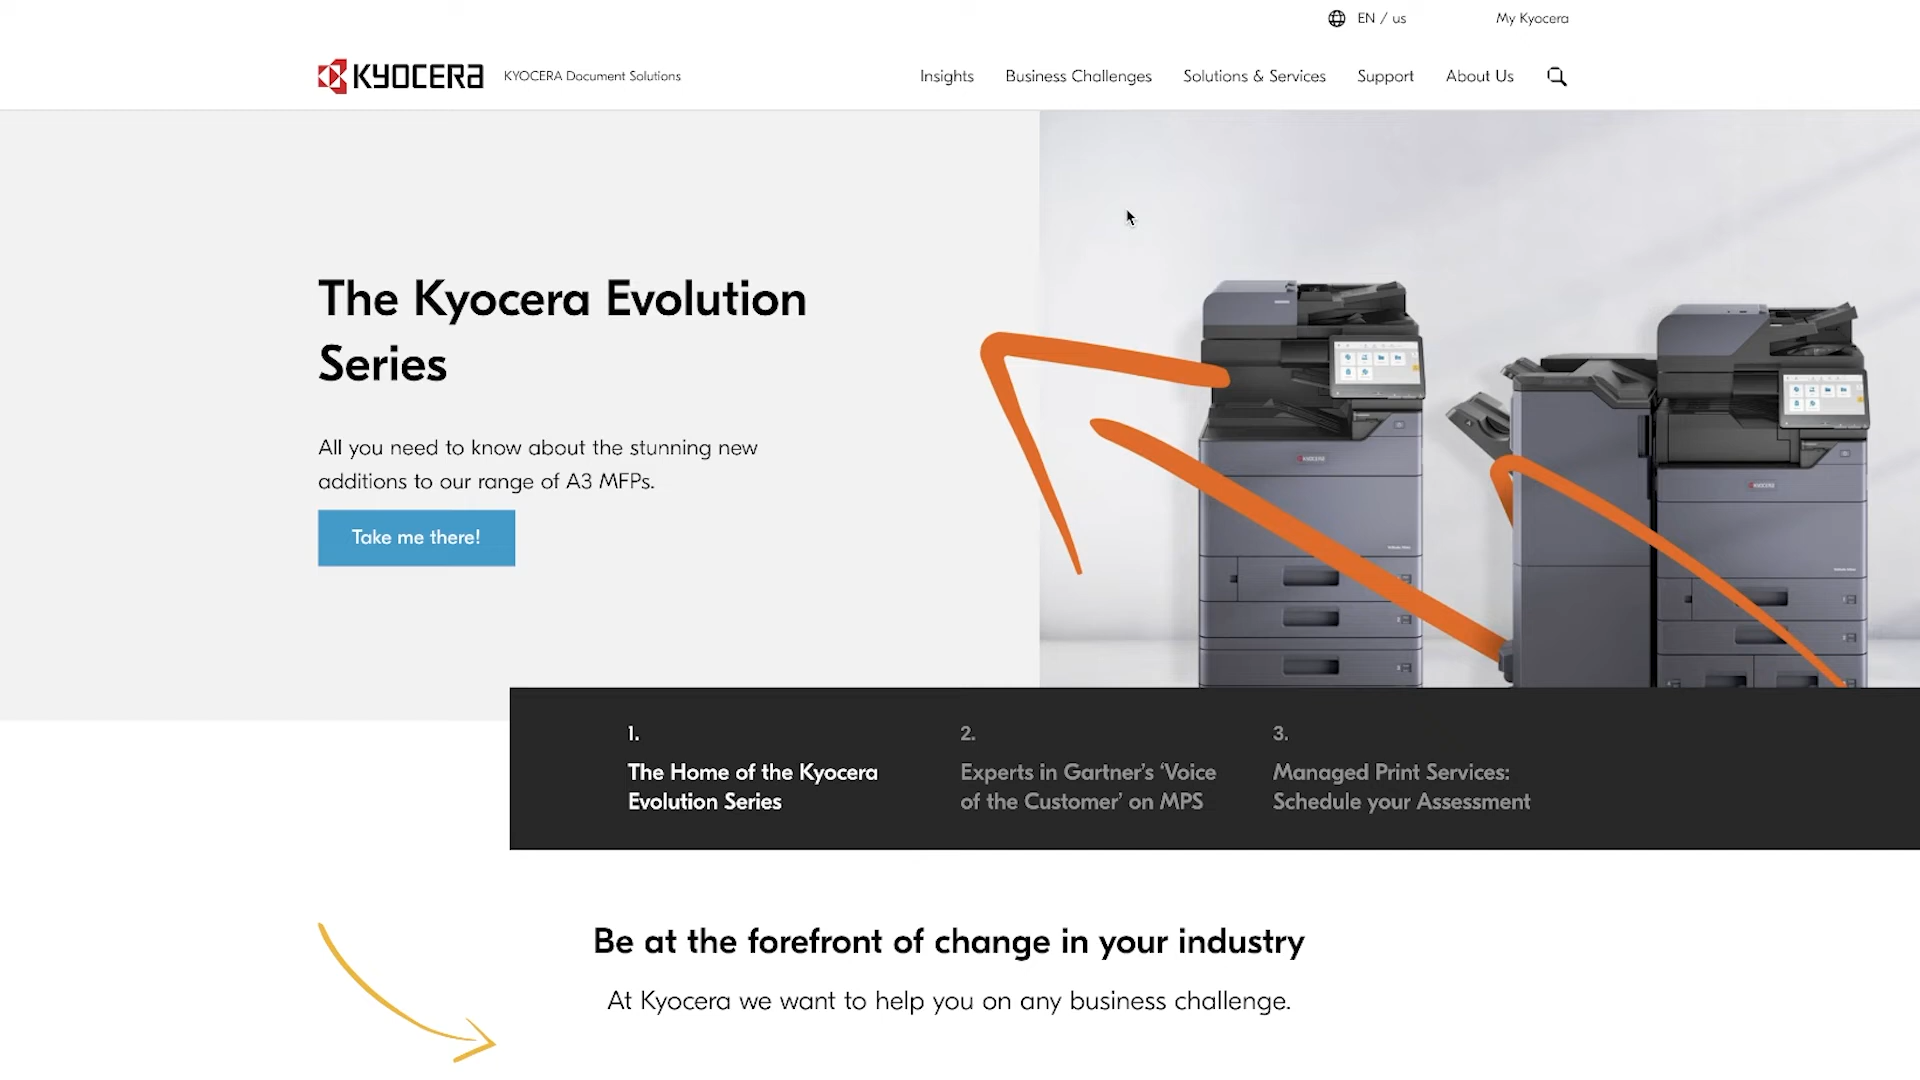 EN / us
My Kyocera
KYOCERA
KYOCERA Document Solutions
Insights
Business Challenges
Solutions & Services
Support
About Us
The Kyocera Evolution
Series
All you need to know about the stunning new
additions to our range of A3 MFPs.
Take me there!
KYOCERA
KYOCERA
1.
The Home of the Kyocera
Evolution Series
2.
Experts in Gartner’s ‘Voice
of the Customer’ on MPS
3.
Managed Print Services:
Schedule your Assessment
Be at the forefront of change in your industry
At Kyocera we want to help you on any business challenge.